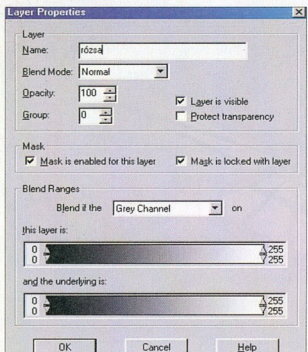 Layer Properties
Layer
Name: rózsa
Blend Mode: Normal
Opacity: 100
Layer is visible
Group: 0
Protect transparency
Mask
Mask is enabled for this layer
Mask is locked with layer
Blend Ranges
Blend if the Grey Channel on
this layer is:
0 255
0 255
and the underlying is:
0 255
0 255
OK Cancel Help